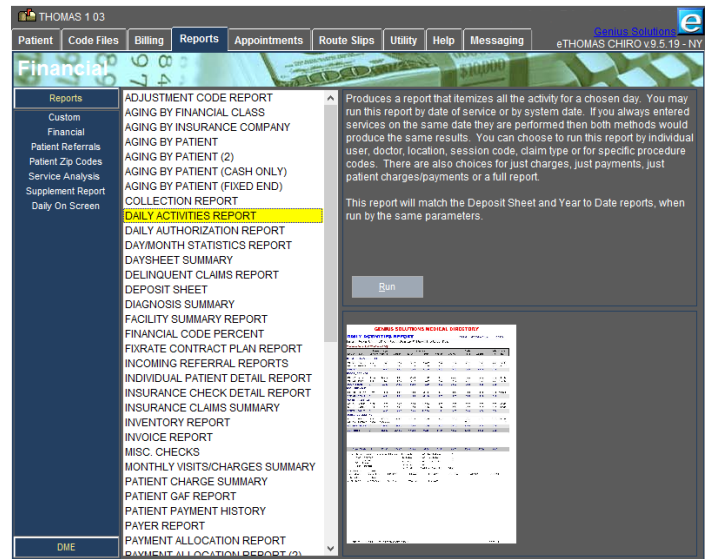 THOMAS 1 03
Patient Code Files Billing Reports Appointments Route Slips Utility Help Messaging
Genius Solutions
eTHOMAS CHIRO v.9.5.19 - NY
Financial
Reports
Custom
Financial
Patient Referrals
Patient Zip Codes
Service Analysis
Supplement Report
Daily On Screen
DME
ADJUSTMENT CODE REPORT
AGING BY FINANCIAL CLASS
AGING BY INSURANCE COMPANY
AGING BY PATIENT
AGING BY PATIENT (2)
AGING BY PATIENT (CASH ONLY)
AGING BY PATIENT (FIXED END)
COLLECTION REPORT
DAILY ACTIVITIES REPORT
DAILY AUTHORIZATION REPORT
DAY/MONTH STATISTICS REPORT
DAYSHEET SUMMARY
DELINQUENT CLAIMS REPORT
DEPOSIT SHEET
DIAGNOSIS SUMMARY
FACILITY SUMMARY REPORT
FINANCIAL CODE PERCENT
FIXRATE CONTRACT PLAN REPORT
INCOMING REFERRAL REPORTS
INDIVIDUAL PATIENT DETAIL REPORT
INSURANCE CHECK DETAIL REPORT
INSURANCE CLAIMS SUMMARY
INVENTORY REPORT
INVOICE REPORT
MISC. CHECKS
MONTHLY VISITS/CHARGES SUMMARY
PATIENT CHARGE SUMMARY
PATIENT GAF REPORT
PATIENT PAYMENT HISTORY
PAYER REPORT
PAYMENT ALLOCATION REPORT
PAYMENT ALLOCATION REPORT (2)
Produces a report that itemizes all the activity for a chosen day. You may
run this report by date of service or by system date. If you always entered
services on the same date they are performed then both methods would
produce the same results. You can choose to run this report by individual
user, doctor, location, session code, claim type or for specific procedure
codes. There are also choices for just charges, just payments, just
patient charges/payments or a full report.
This report will match the Deposit Sheet and Year to Date reports, when
run by the same parameters.
Run
GENIUS SOLUTIONS MEDICAL DIRECTORY
DAILY ACTIVITIES REPORT